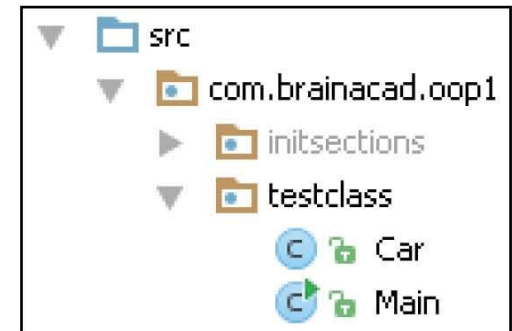 src
com.brainacad.oop1
initsections
testclass
C Car
C Main